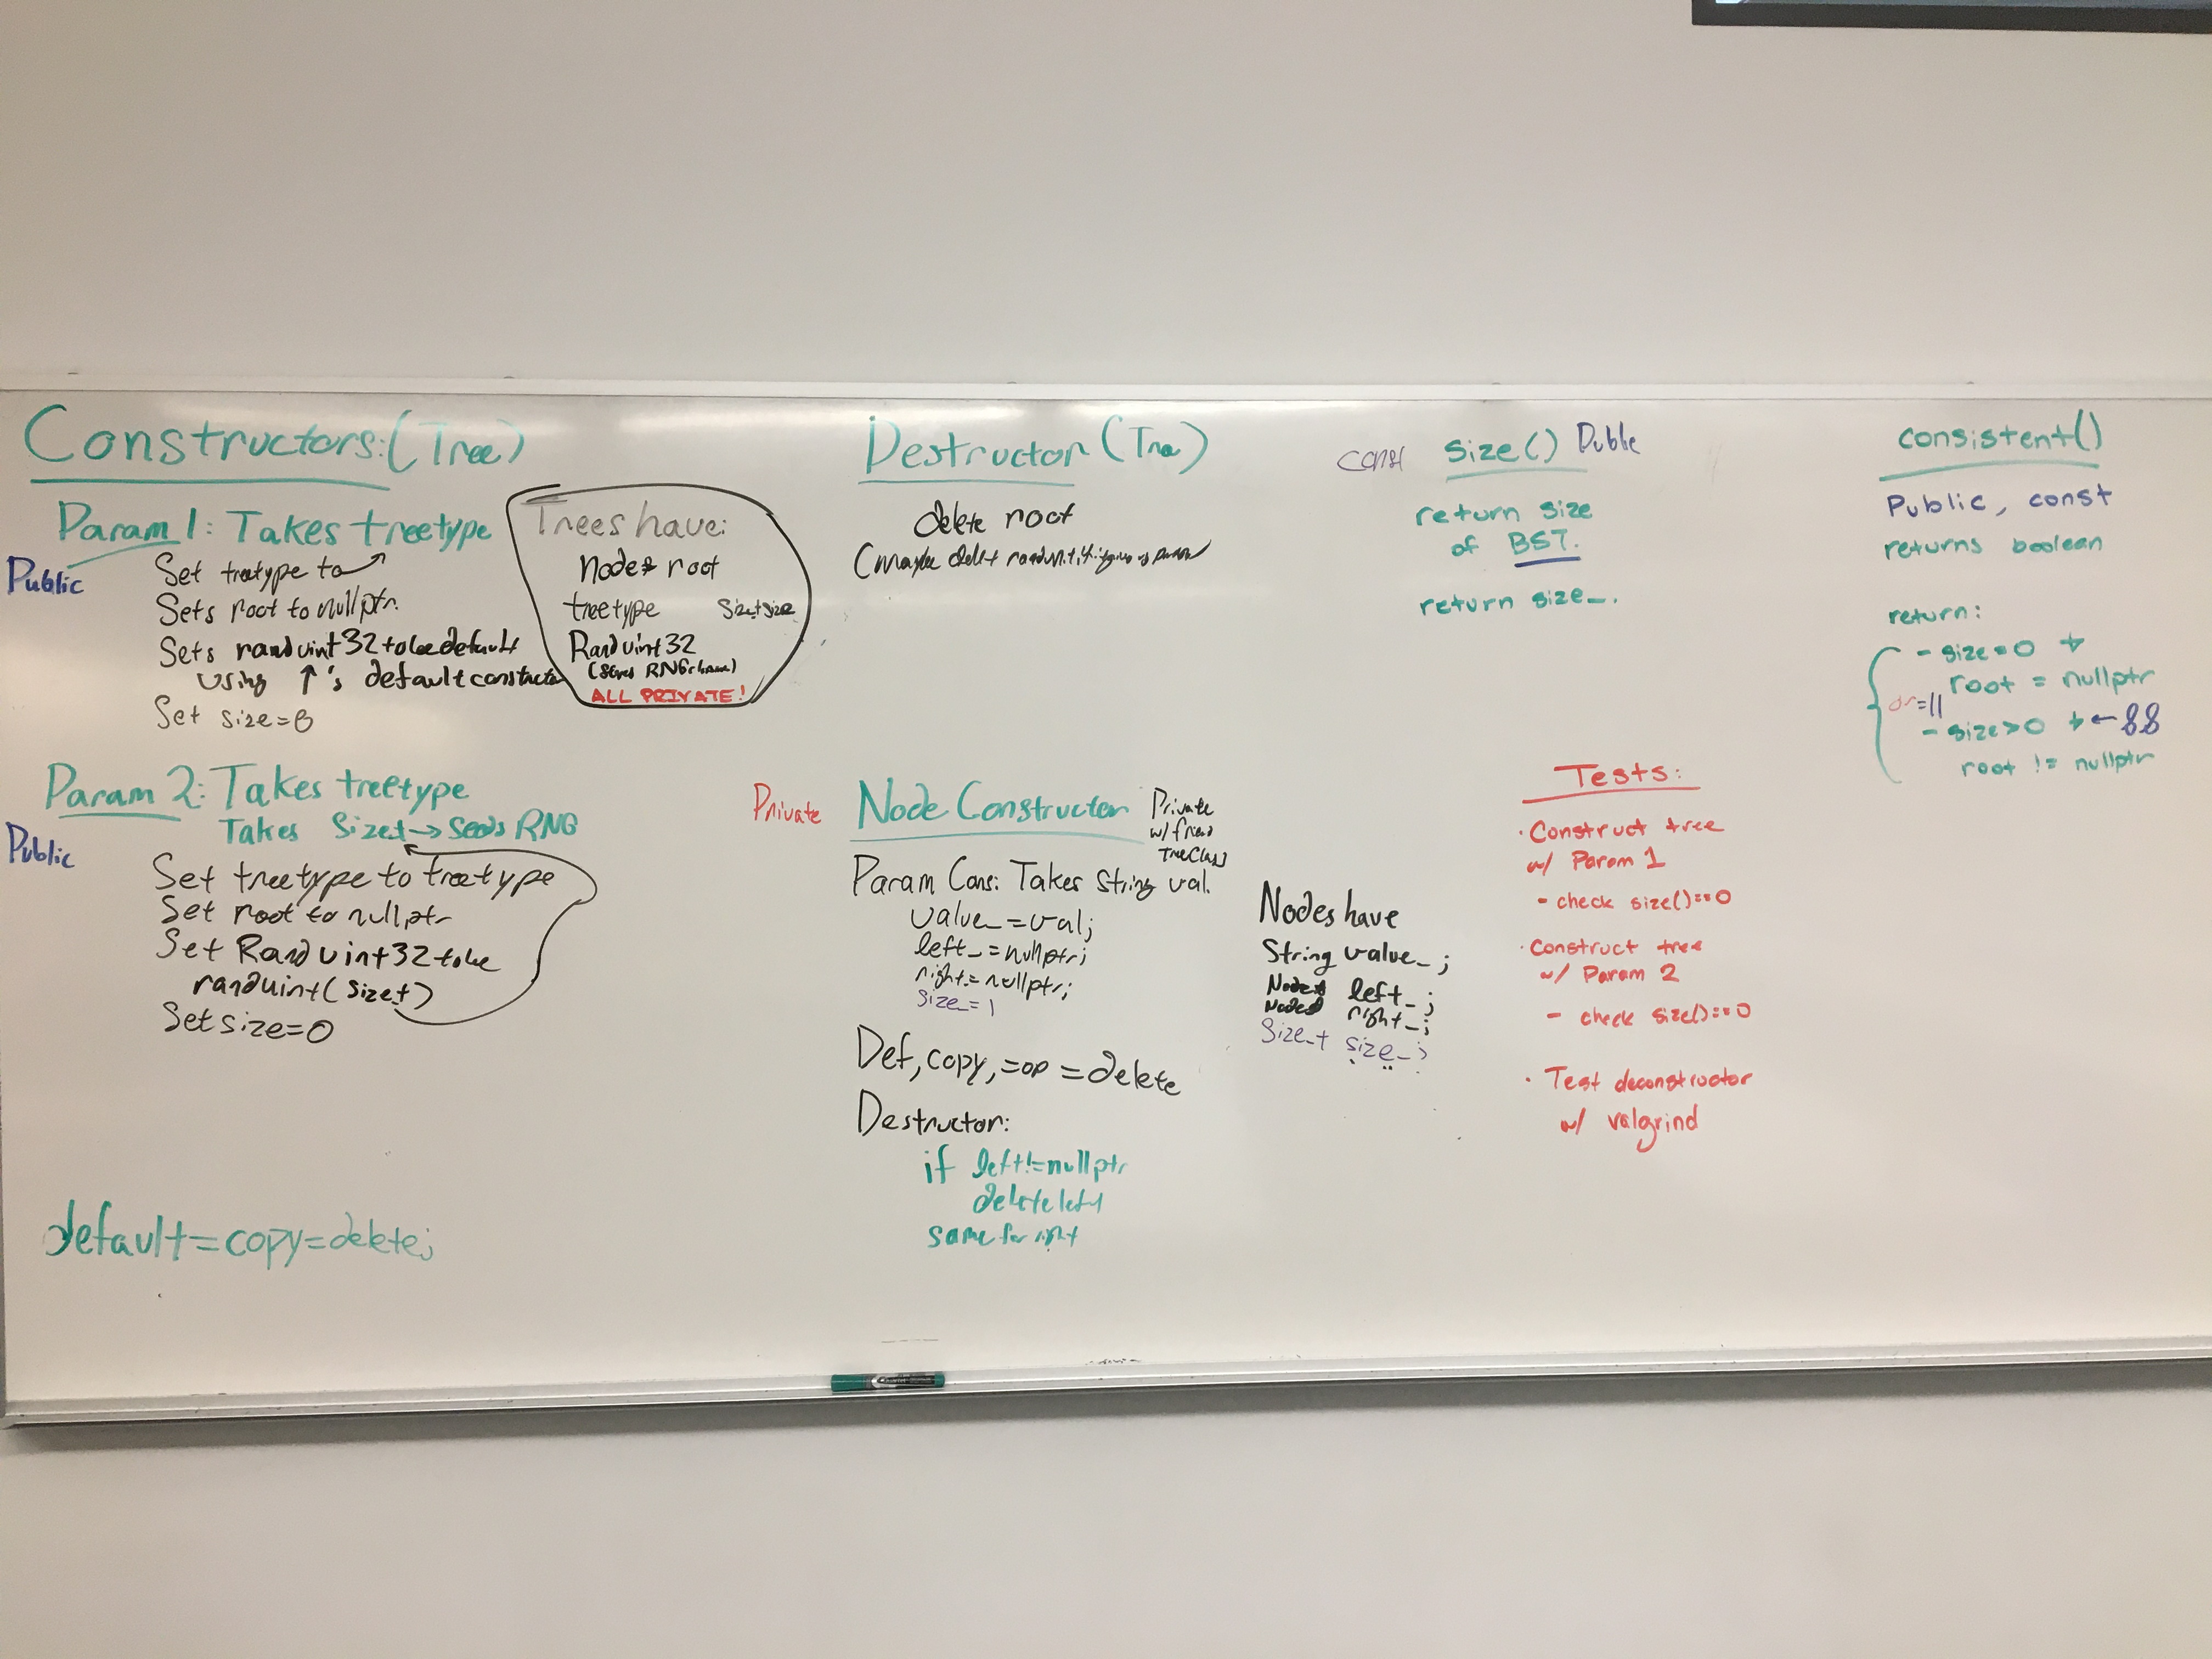 Constructors: (Tree)
Param 1: Takes treetype
Public
Set treetype to
Sets root to nullptr.
Sets randuint32 to be default
using ↑'s default constructor
Set size=0
Trees have:
Node* root
treetype size_t size
Randuint32
(Stores RNG
ALL PRIVATE!
Param 2: Takes treetype
Takes size_t → Seeds RNG
Public
Set treetype to treetype
Set root to nullptr
Set Randuint32 to be
randuint(size_t)
Set size=0
default=copy=delete;
Destructor (Tree)
delete root
(maybe delete
Private
Node Constructor
Private
w/ friend
TreeClass
Param Cons: Takes String val.
value_=val;
left_=nullptr;
right_=nullptr;
size_=1
Def, copy, =op =delete
Destructor:
if left!=nullptr
delete left
same for right
Nodes have
String value_;
Node* left_;
Node* right_;
Size_t size_;
const size() Public
return size
of BST.
return size_.
Tests:
· Construct tree
w/ Param 1
- check size()==0
· Construct tree
w/ Param 2
- check size()==0
· Test deconstructor
w/ valgrind
consistent()
Public, const
returns boolean
return:
- size=0 +
root = nullptr
or=||
- size>0 + ← &&
root != nullptr